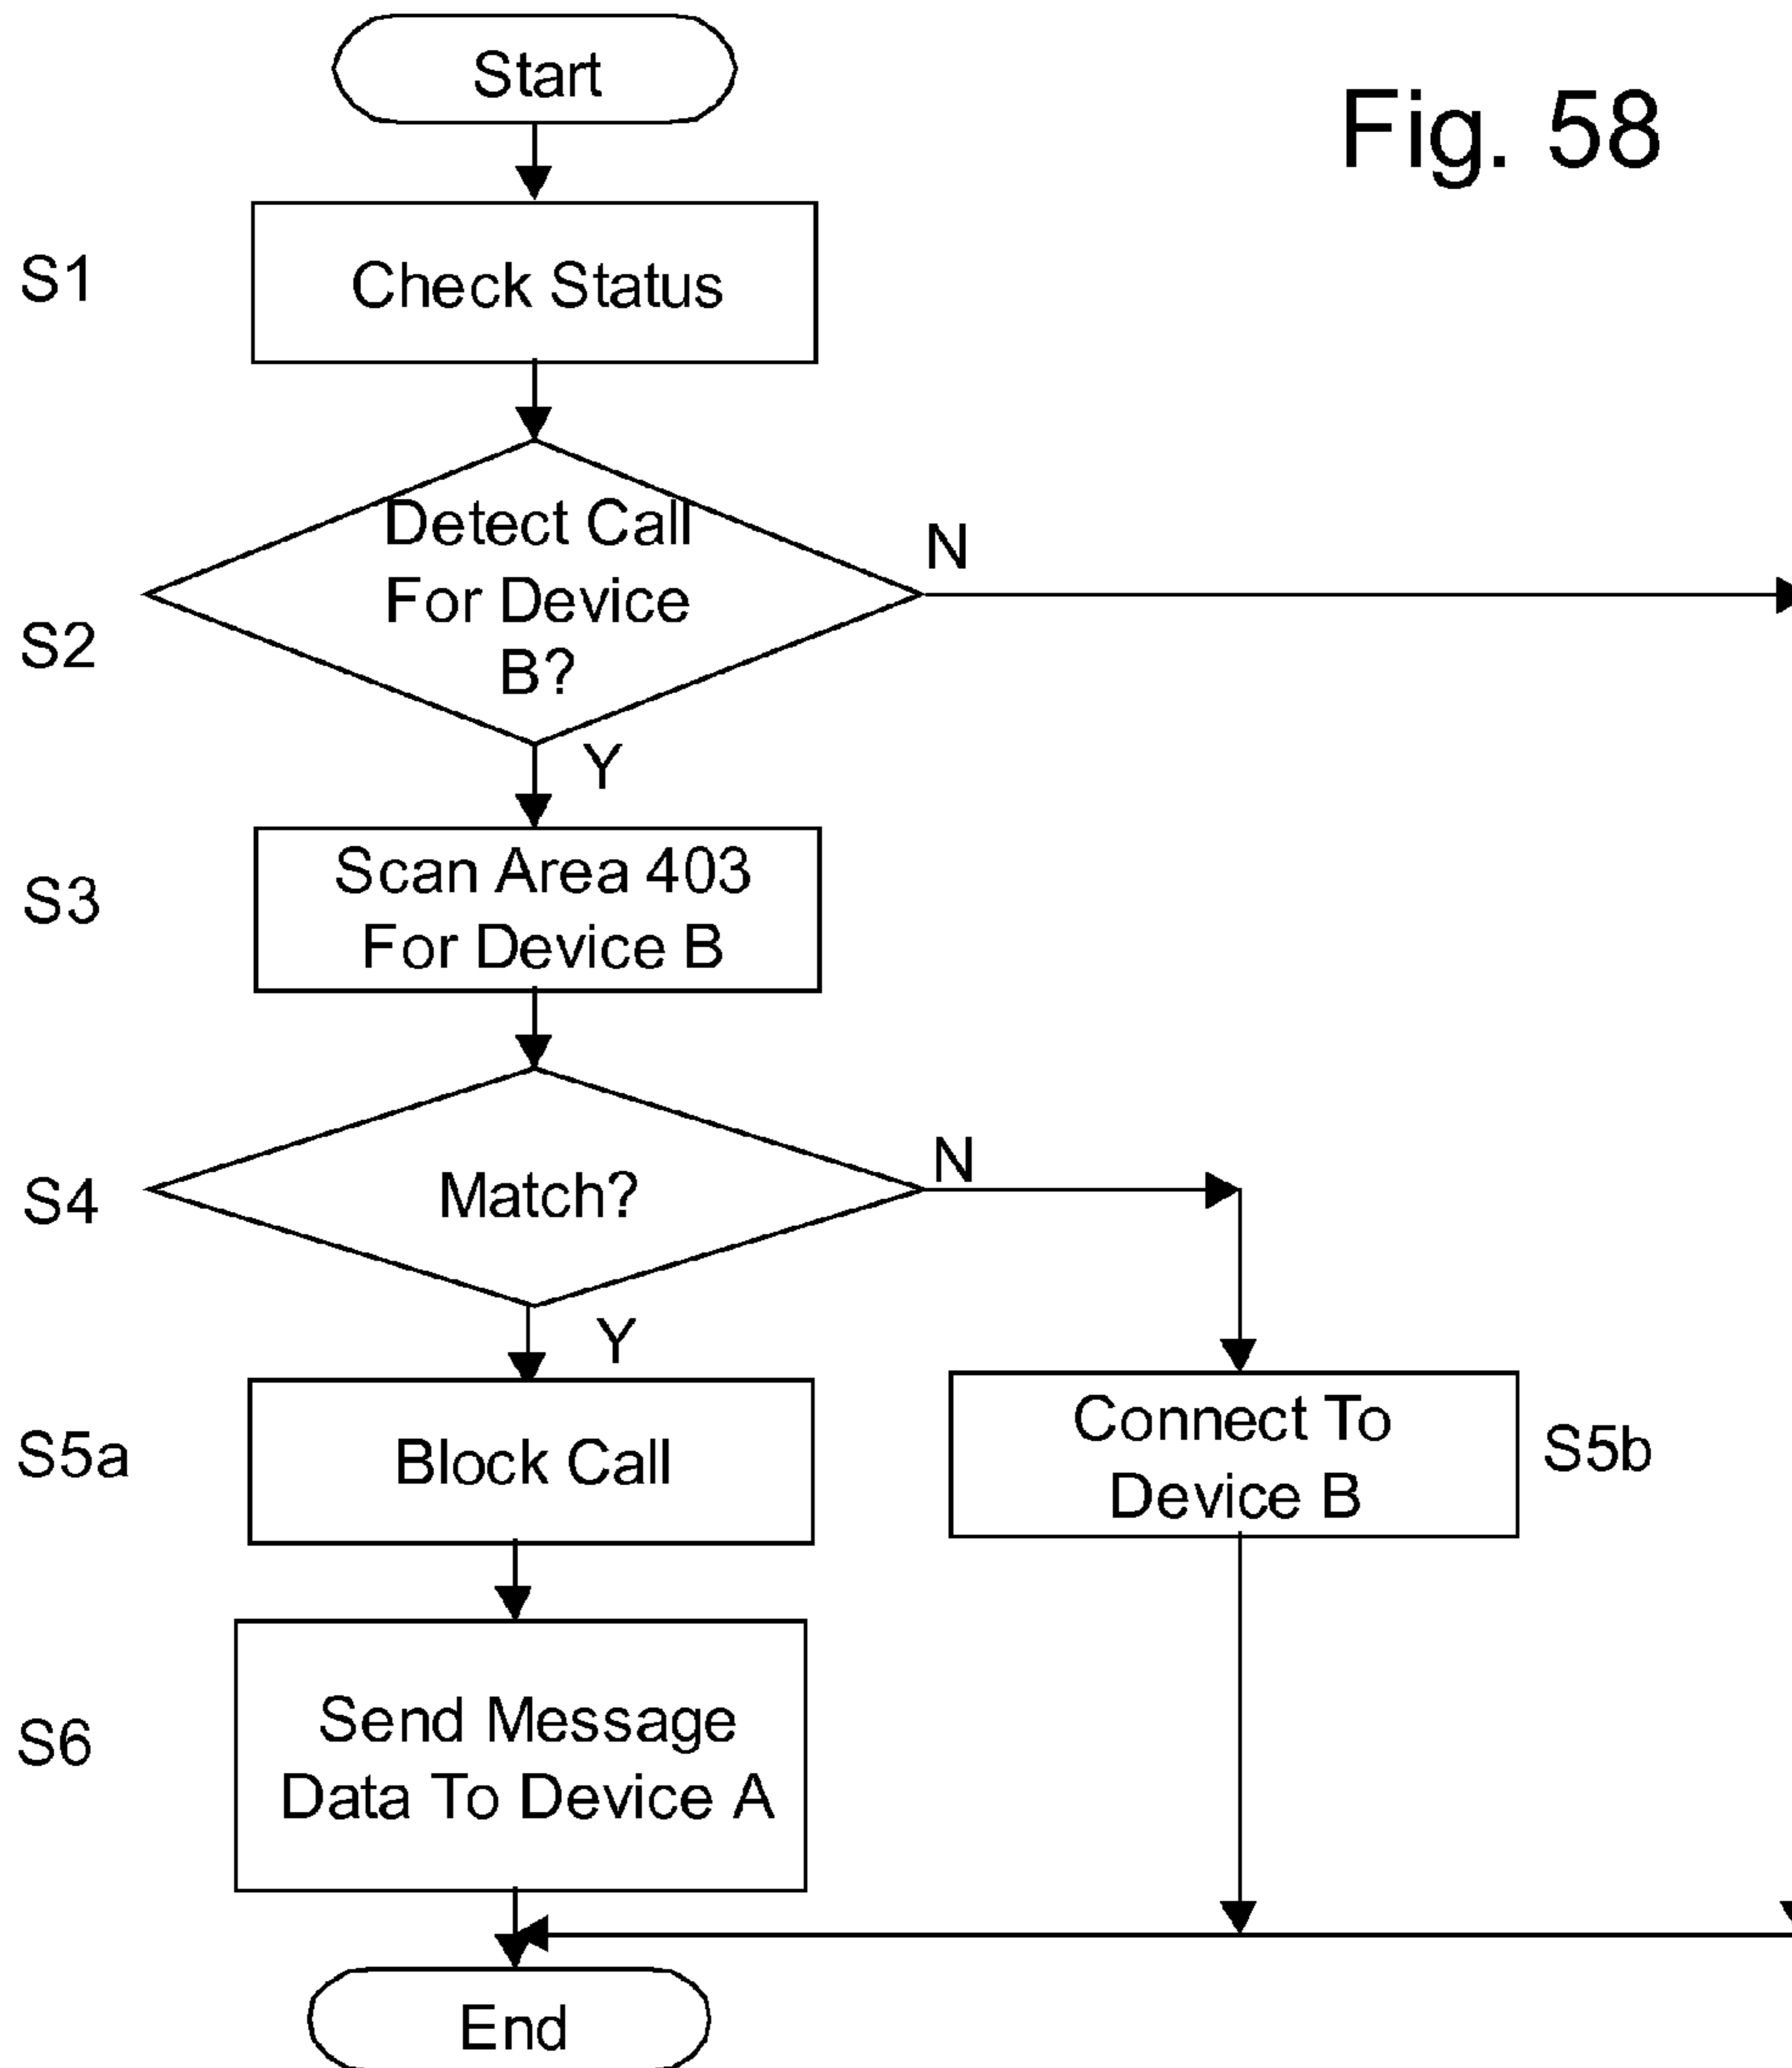 Start
Fig. 58
S1
Check Status
Detect Call
For Device
B?
N
S2
Y
S3
Scan Area 403
For Device B
S4
Match?
N
Y
S5a
Block Call
Connect To
Device B
S5b
S6
Send Message
Data To Device A
End